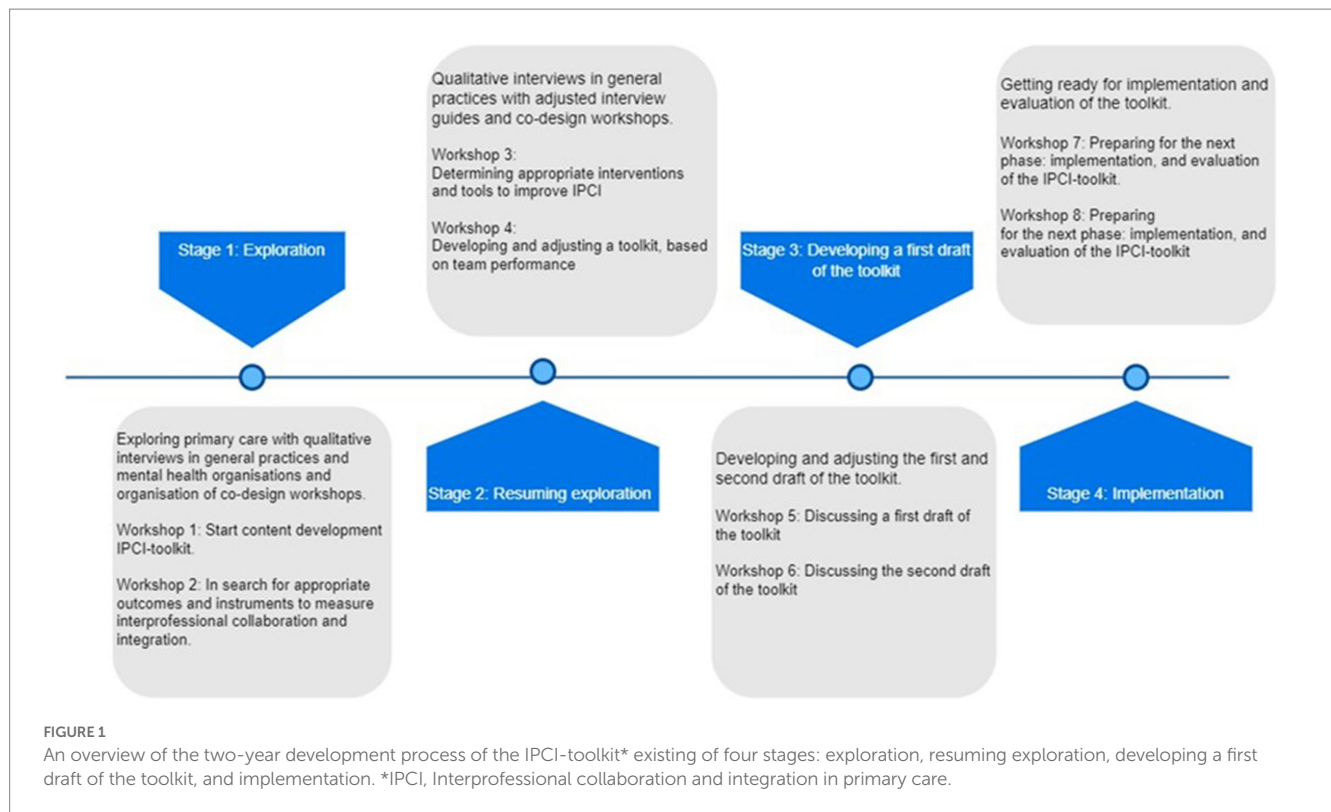 Stage 1: Exploration
Exploring primary care with qualitative
interviews in general practices and
mental health organisations and
organisation of co-design workshops.
Workshop 1: Start content development
IPCI-toolkit.
Workshop 2: In search for appropriate
outcomes and instruments to measure
interprofessional collaboration and
integration.
Qualitative interviews in general
practices with adjusted interview
guides and co-design workshops.
Workshop 3:
Determining appropriate interventions
and tools to improve IPCI
Workshop 4:
Developing and adjusting a toolkit, based
on team performance
Stage 2: Resuming exploration
Stage 3: Developing a first draft
of the toolkit
Developing and adjusting the first and
second draft of the toolkit.
Workshop 5: Discussing a first draft of
the toolkit
Workshop 6: Discussing the second draft
of the toolkit
Getting ready for implementation and
evaluation of the toolkit.
Workshop 7: Preparing for the next
phase: implementation, and evaluation
of the IPCI-toolkit.
Workshop 8: Preparing
for the next phase: implementation, and
evaluation of the IPCI-toolkit
Stage 4: Implementation
FIGURE 1
An overview of the two-year development process of the IPCI-toolkit* existing of four stages: exploration, resuming exploration, developing a first
draft of the toolkit, and implementation. *IPCI, Interprofessional collaboration and integration in primary care.